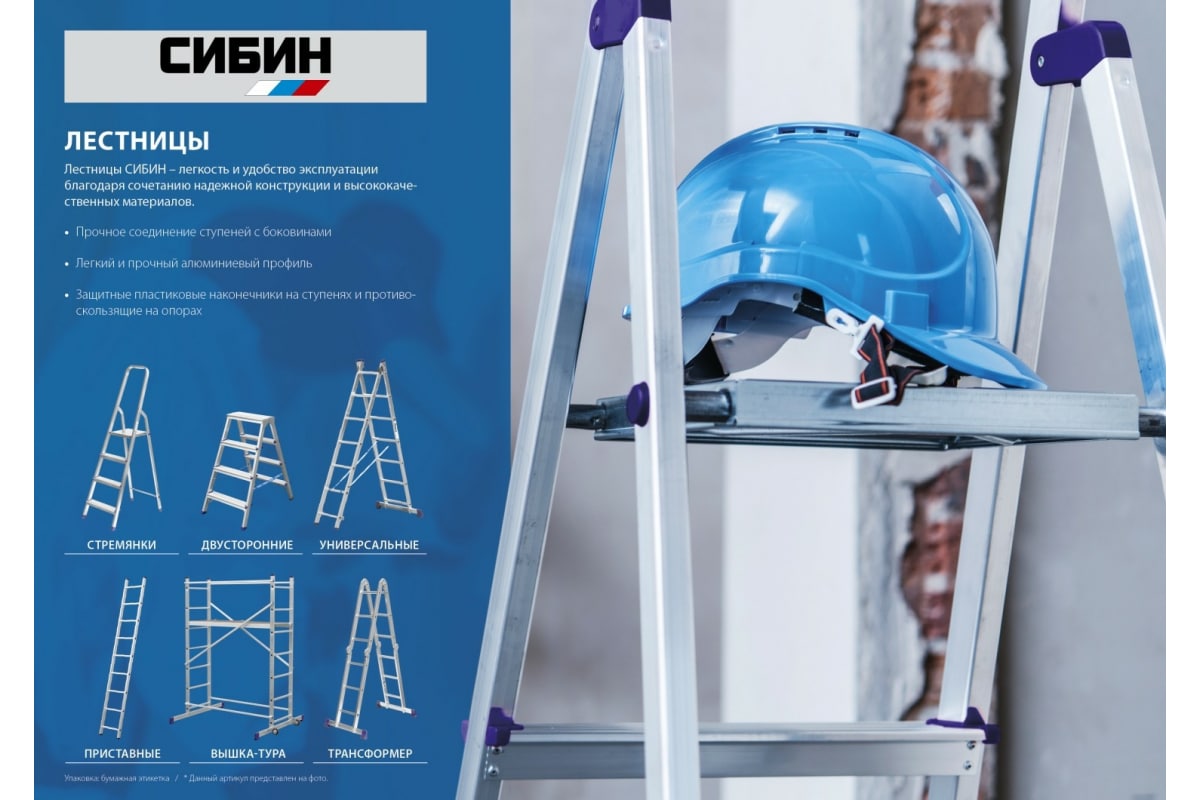 СИБИН
ЛЕСТНИЦЫ
Лестницы СИБИН – легкость и удобство эксплуатации
благодаря сочетанию надежной конструкции и высококаче-
ственных материалов.
• Прочное соединение ступеней с боковинами
• Легкий и прочный алюминиевый профиль
• Защитные пластиковые наконечники на ступенях и противо-
скользящие на опорах
СТРЕМЯНКИ ДВУСТОРОННИЕ УНИВЕРСАЛЬНЫЕ
ПРИСТАВНЫЕ ВЫШКА-ТУРА ТРАНСФОРМЕР
Упаковка: бумажная этикетка / * Данный артикул представлен на фото.